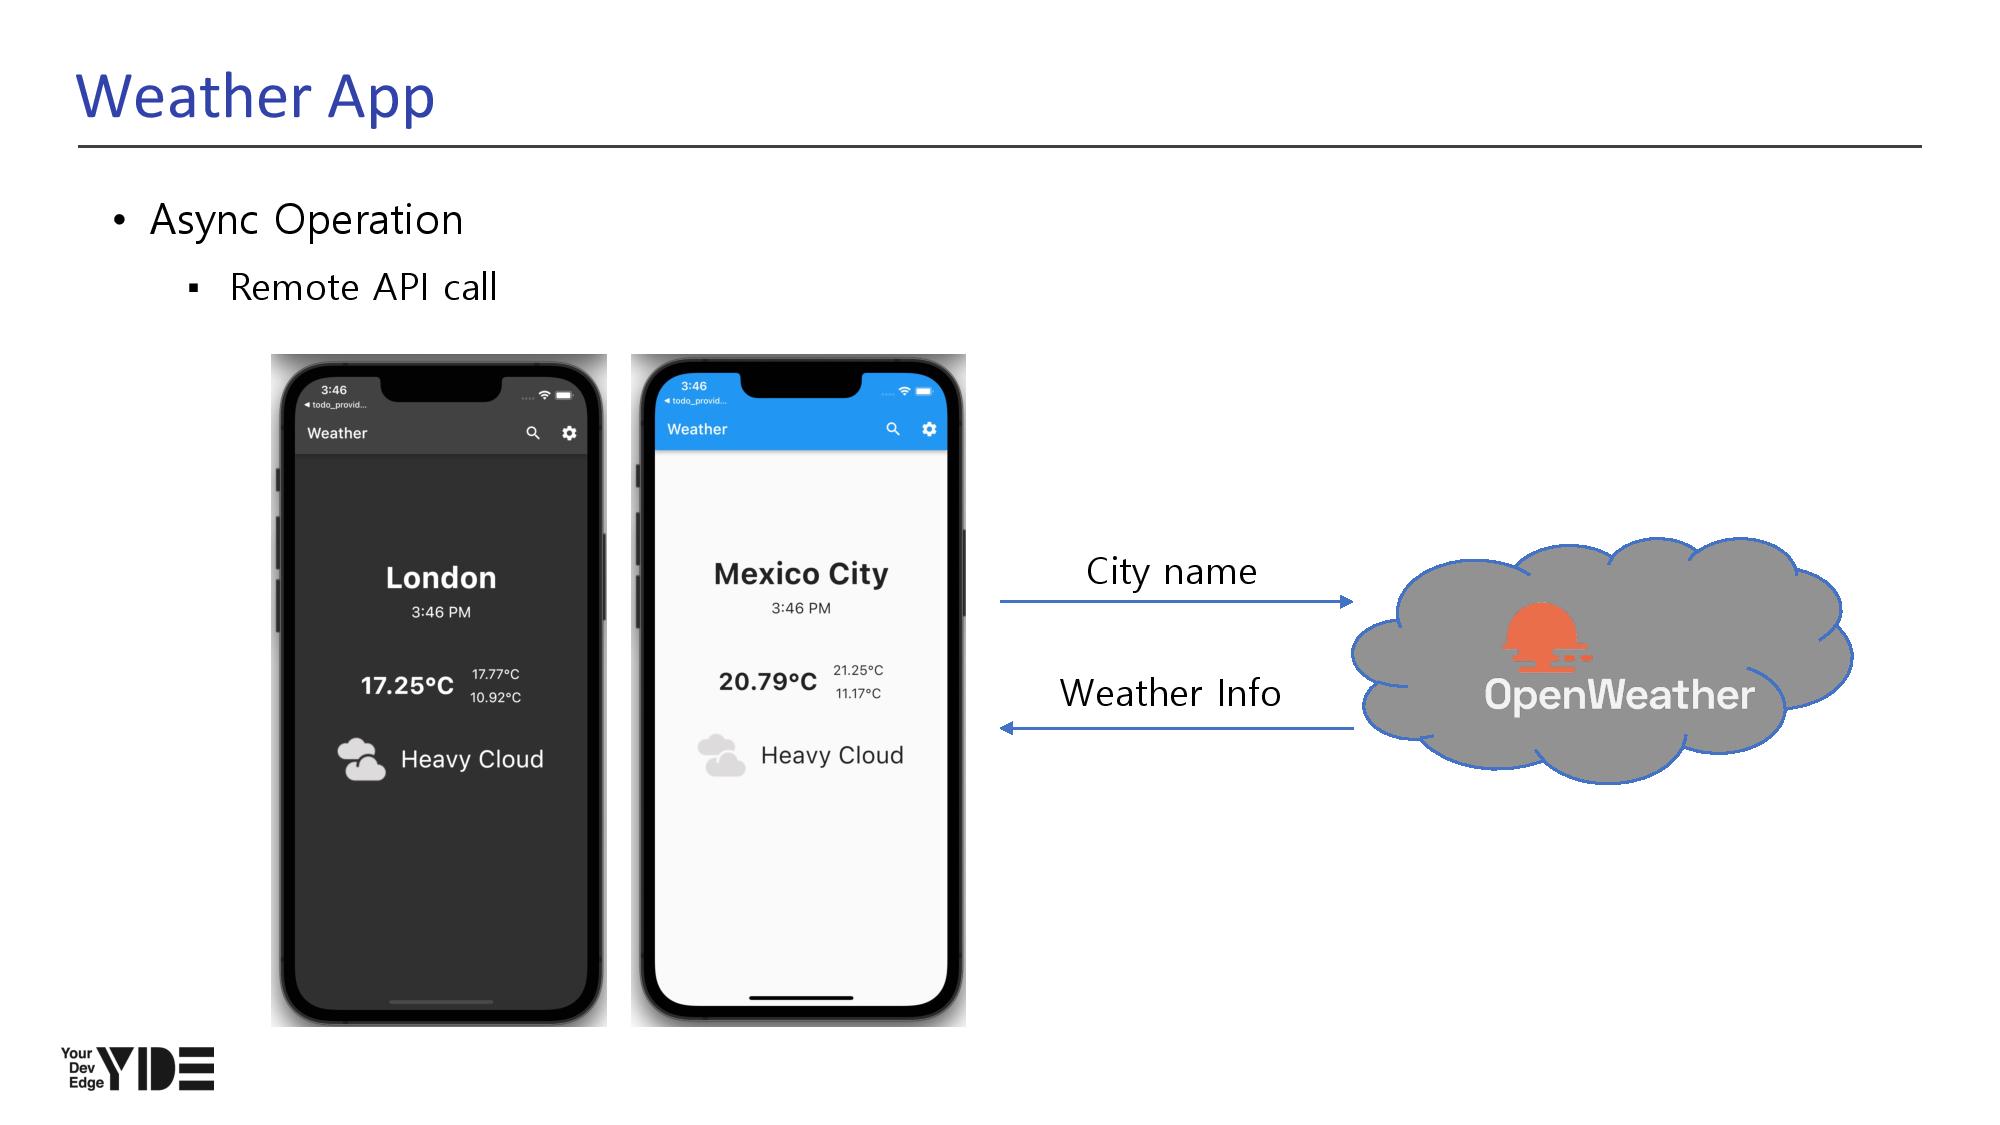 Weather App
• Async Operation
▪ Remote API call
3:46
◀ todo_provid...
Weather
London
3:46 PM
17.25°C
17.77°C
10.92°C
Heavy Cloud
3:46
◀ todo_provid...
Weather
Mexico City
3:46 PM
20.79°C
21.25°C
11.17°C
Heavy Cloud
City name
Weather Info
OpenWeather
Your
Dev
Edge
YDE